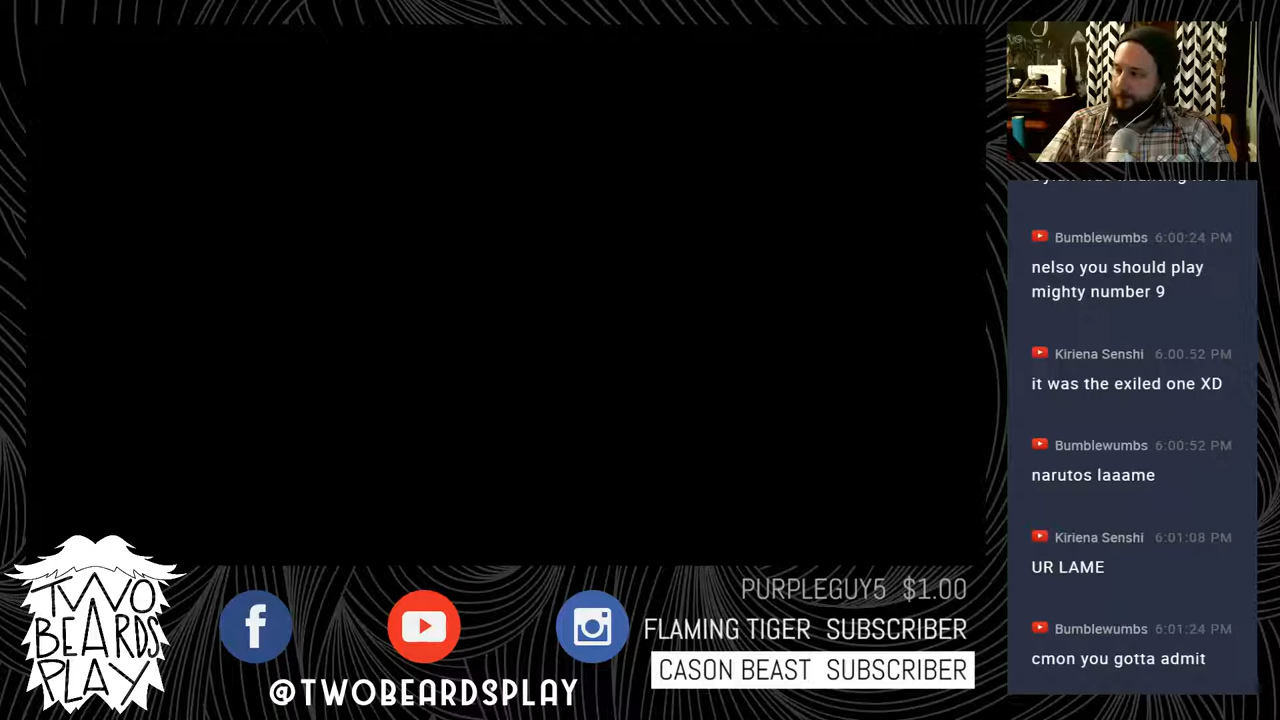 Bumblewumbs 6:00:24 PM
nelso you should play
mighty number 9
Kiriena Senshi 6:00:52 PM
it was the exiled one XD
Bumblewumbs 6:00:52 PM
narutos laaame
Kiriena Senshi 6:01:08 PM
UR LAME
Bumblewumbs 6:01:24 PM
cmon you gotta admit
TWO
BEARDS
PLAY
f
@TWOBEARDSPLAY
PURPLEGUY5 $1.00
FLAMING TIGER SUBSCRIBER
CASON BEAST SUBSCRIBER